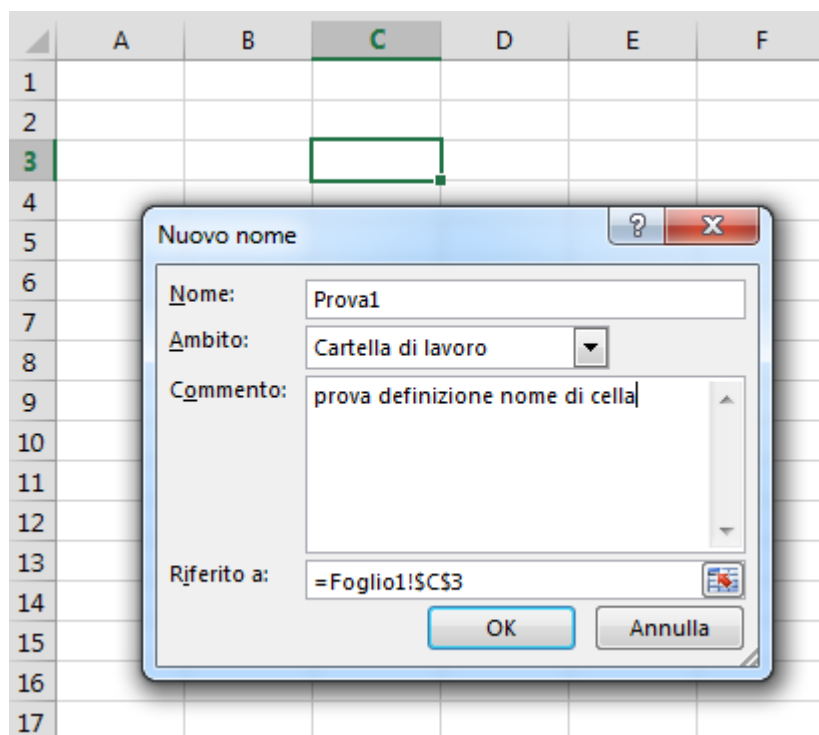 A B C D E F
1
2
3
4
5
6
7
8
9
10
11
12
13
14
15
16
17
Nuovo nome ? X
Nome: Prova1
Ambito: Cartella di lavoro
Commento: prova definizione nome di cella
Riferito a: =Foglio1!$C$3
OK Annulla